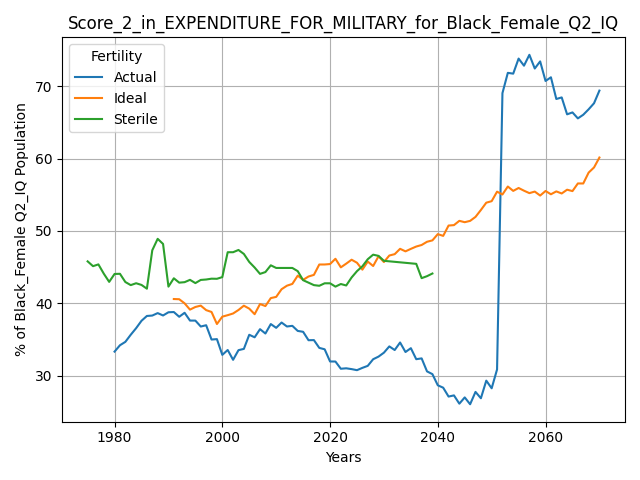 Score_2_in_EXPENDITURE_FOR_MILITARY_for_Black_Female_Q2_IQ
Fertility
Actual
Ideal
Sterile
% of Black_Female Q2_IQ Population
70
60
50
40
30
1980
2000
2020
2040
2060
Years